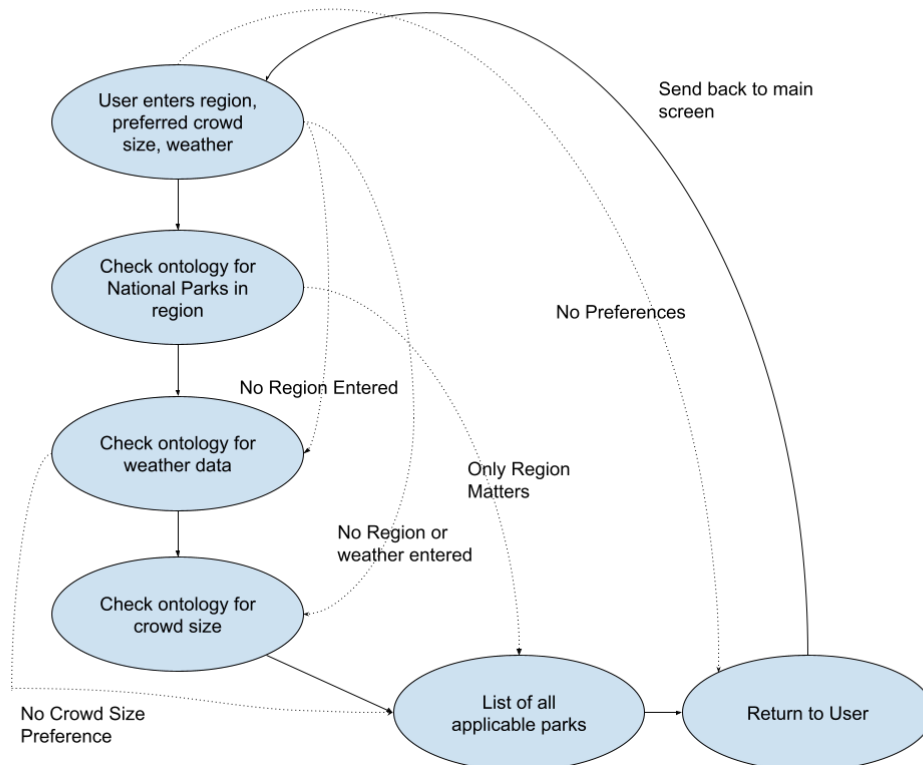 User enters region,
preferred crowd
size, weather
Send back to main
screen
Check ontology for
National Parks in
region
No Preferences
No Region Entered
Check ontology for
weather data
Only Region
Matters
No Region or
weather entered
Check ontology for
crowd size
List of all
applicable parks
Return to User
No Crowd Size
Preference